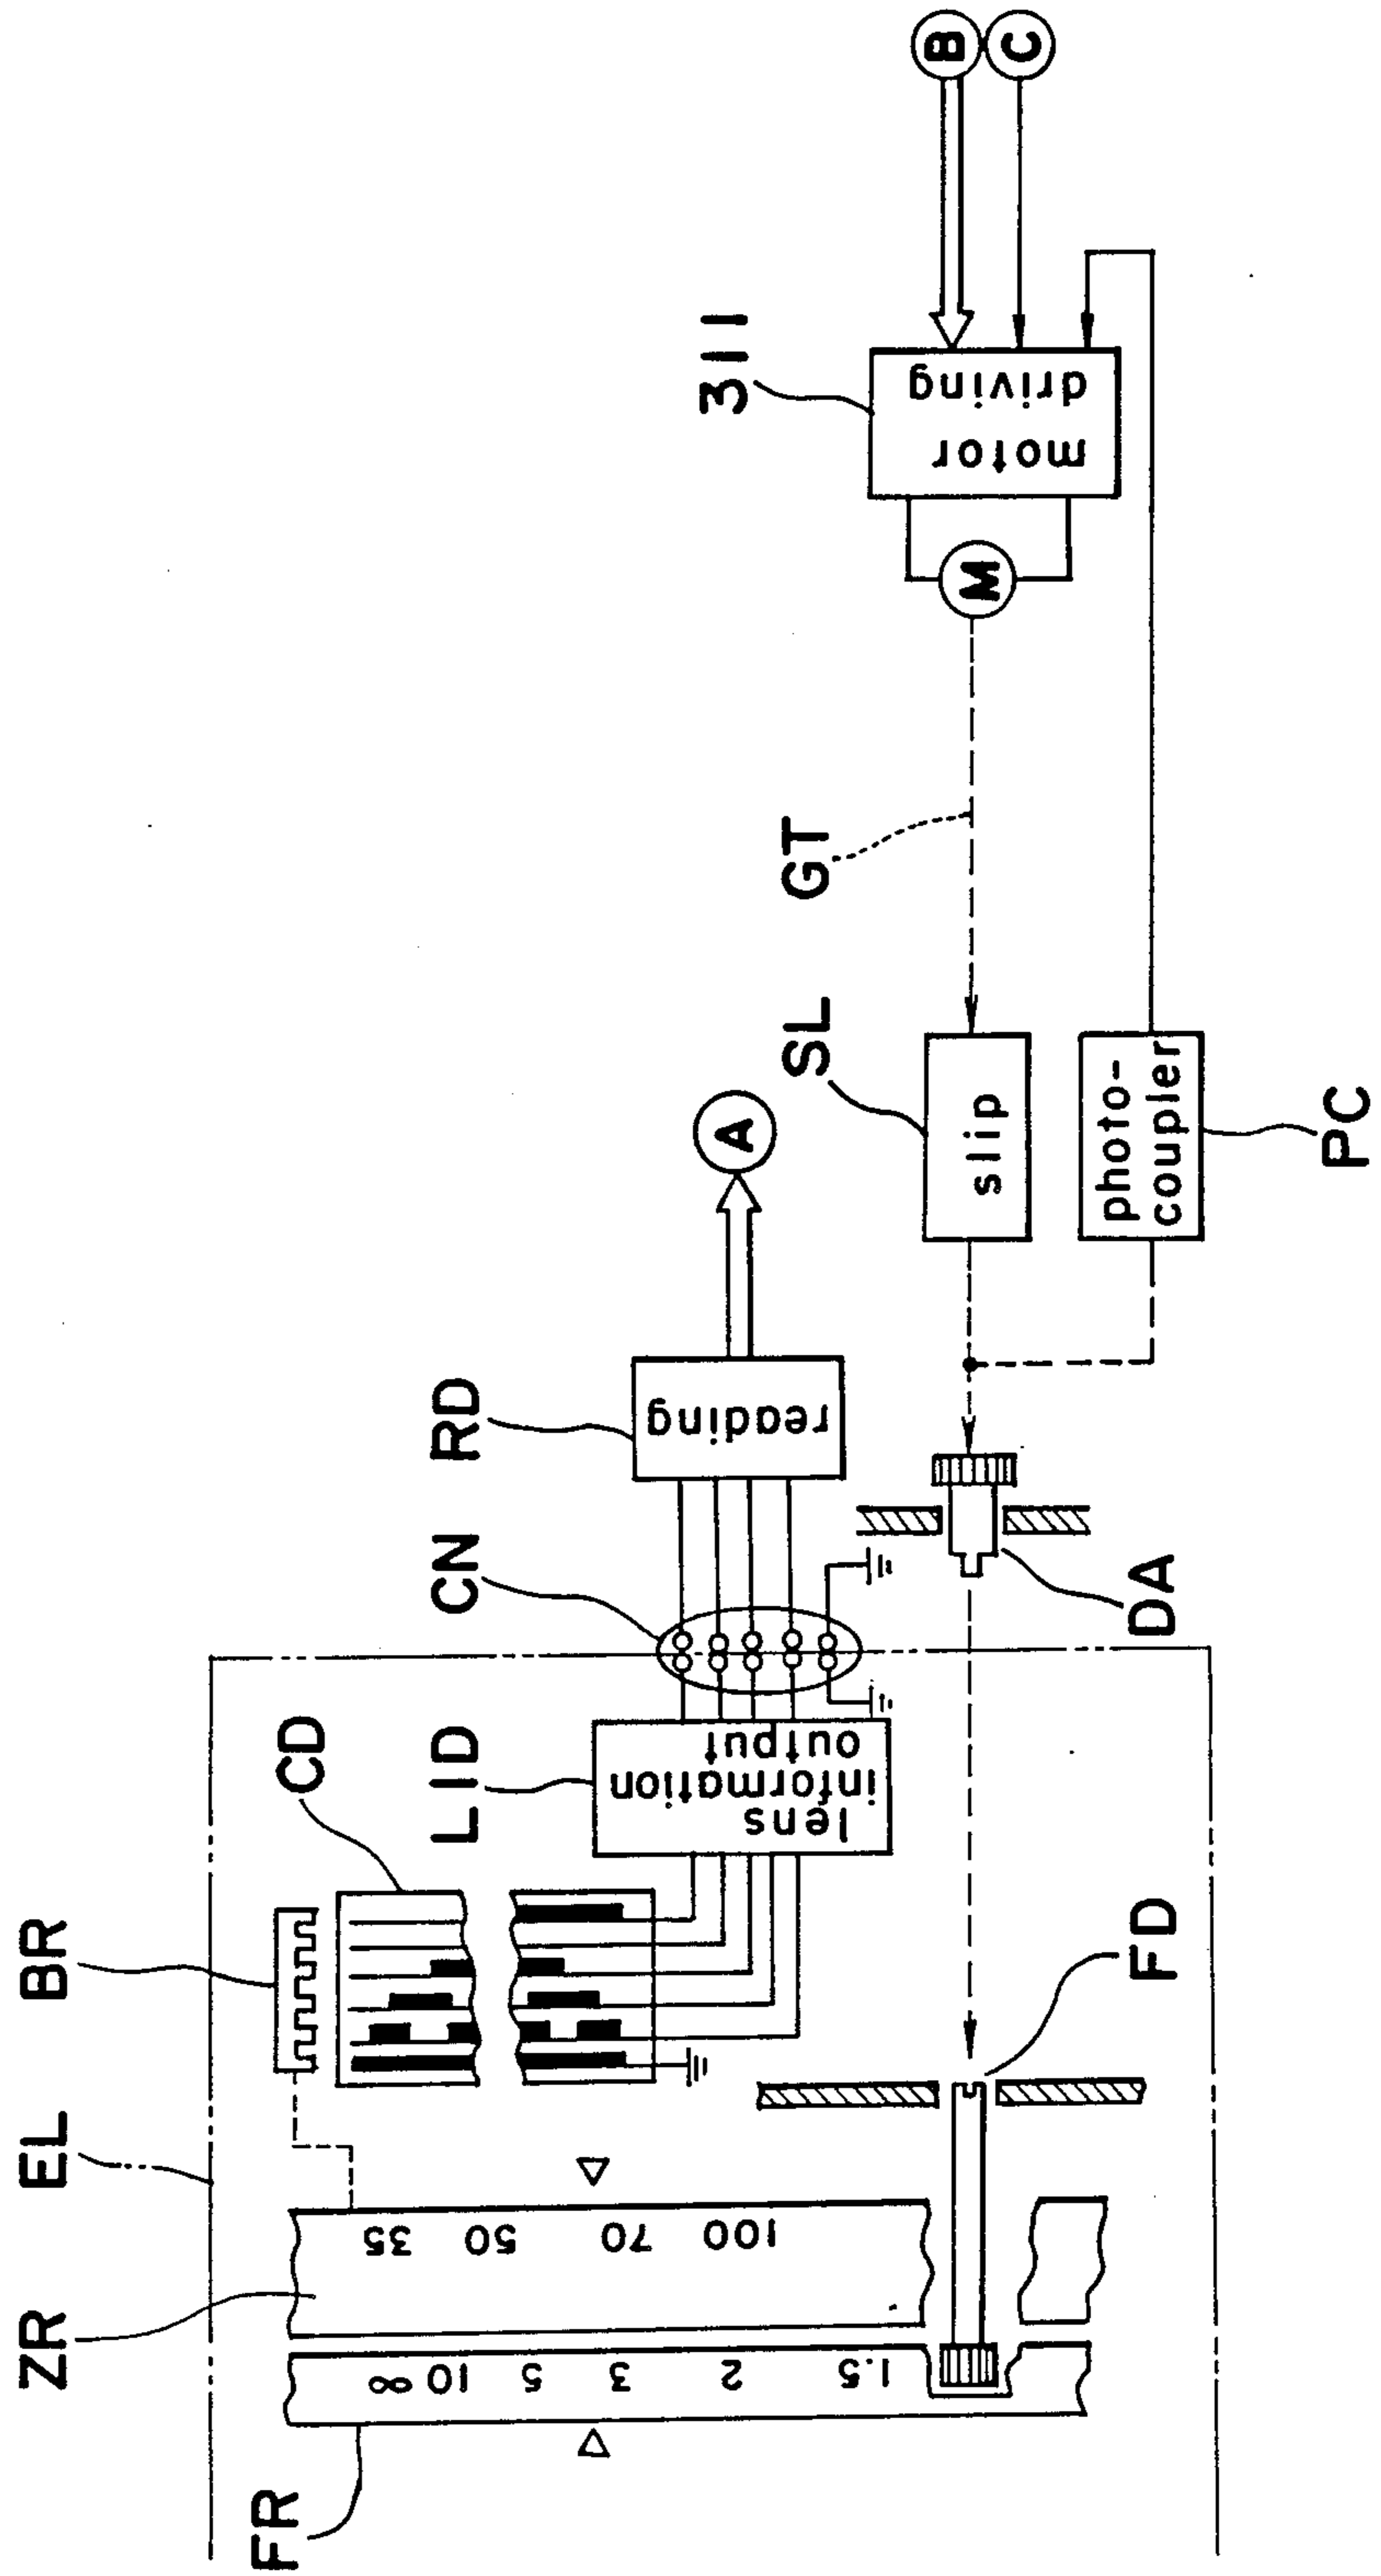 B
C
311
motor
driving
M
GT
SL
slip
photo-
coupler
PC
A
RD
reading
CN
DA
CD
LID
lens
information
output
BR
FD
EL
ZR
35
50
70
100
FR
∞
10
5
3
2
1.5